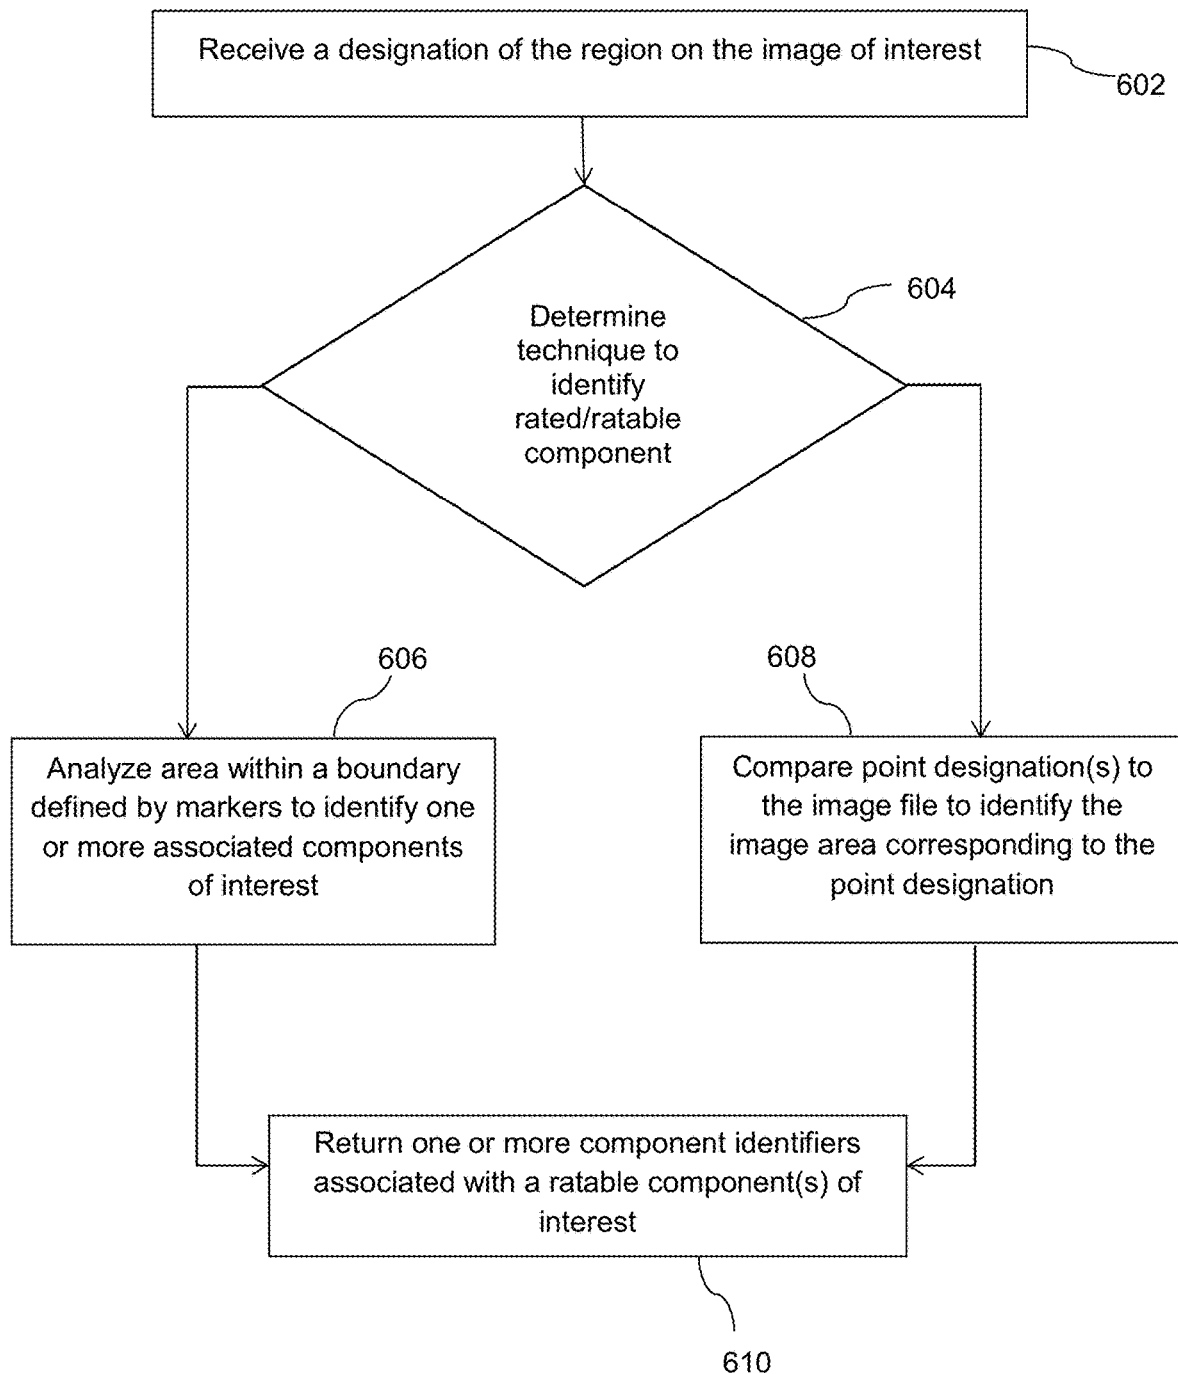 Receive a designation of the region on the image of interest
602
604
Determine
technique to
identify
rated/ratable
component
606
608
Analyze area within a boundary
defined by markers to identify one
or more associated components
of interest
Compare point designation(s) to
the image file to identify the
image area corresponding to the
point designation
Return one or more component identifiers
associated with a ratable component(s) of
interest
610